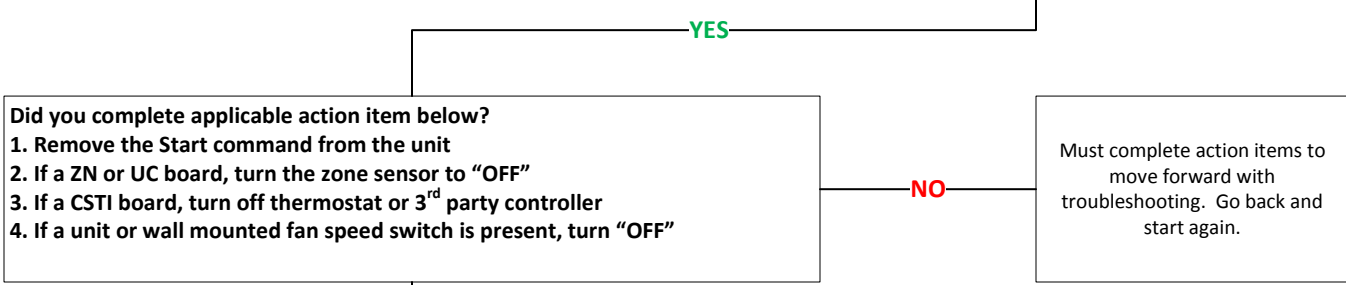 YES
Did you complete applicable action item below?
1. Remove the Start command from the unit
2. If a ZN or UC board, turn the zone sensor to “OFF”
3. If a CSTI board, turn off thermostat or 3rd party controller
4. If a unit or wall mounted fan speed switch is present, turn “OFF”
NO
Must complete action items to
move forward with
troubleshooting.  Go back and
start again.